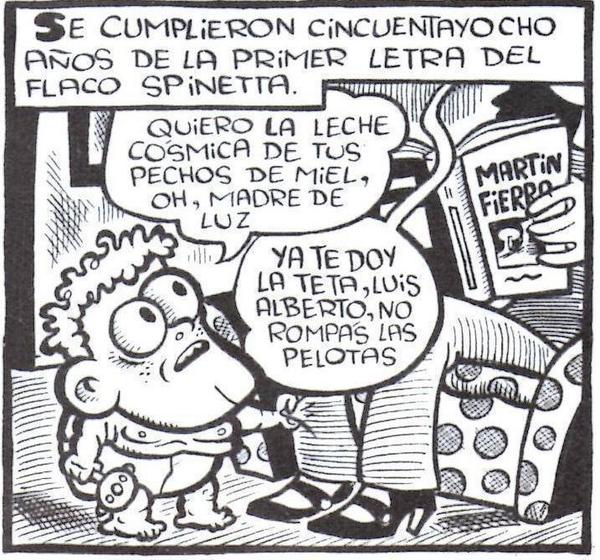 SE CUMPLIERON CINCUENTAYOCHO
AÑOS DE LA PRIMER LETRA DEL
FLACO SPINETTA.
QUIERO LA LECHE
CÓSMICA DE TUS
PECHOS DE MIEL,
OH, MADRE DE
LUZ
MARTIN
FIERRO
YA TE DOY
LA TETA, LUIS
ALBERTO, NO
ROMPAS LAS
PELOTAS